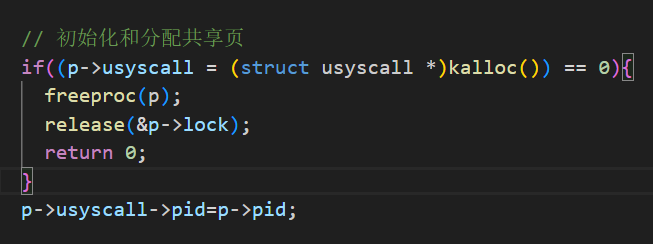 // 初始化和分配共享页
if((p->usyscall = (struct usyscall *)kalloc()) == 0){
  freeproc(p);
  release(&p->lock);
  return 0;
}
p->usyscall->pid=p->pid;